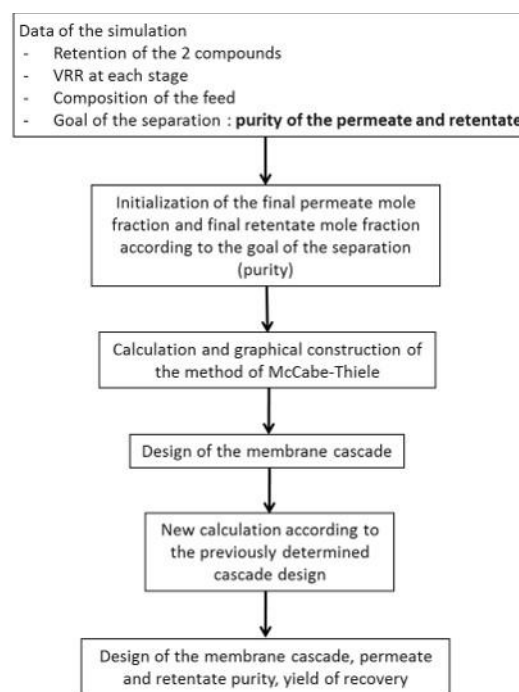 Data of the simulation
- Retention of the 2 compounds
- VRR at each stage
- Composition of the feed
- Goal of the separation : purity of the permeate and retentate
Initialization of the final permeate mole
fraction and final retentate mole fraction
according to the goal of the separation
(purity)
Calculation and graphical construction of
the method of McCabe-Thiele
Design of the membrane cascade
New calculation according to
the previously determined
cascade design
Design of the membrane cascade, permeate
and retentate purity, yield of recovery